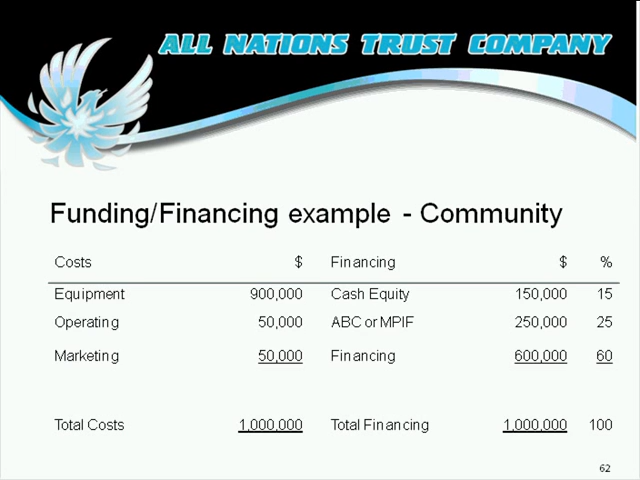 ALL NATIONS TRUST COMPANY
Funding/Financing example - Community
Costs $ Financing $ %
Equipment 900,000 Cash Equity 150,000 15
Operating 50,000 ABC or MPIF 250,000 25
Marketing 50,000 Financing 600,000 60
Total Costs 1,000,000 Total Financing 1,000,000 100
62